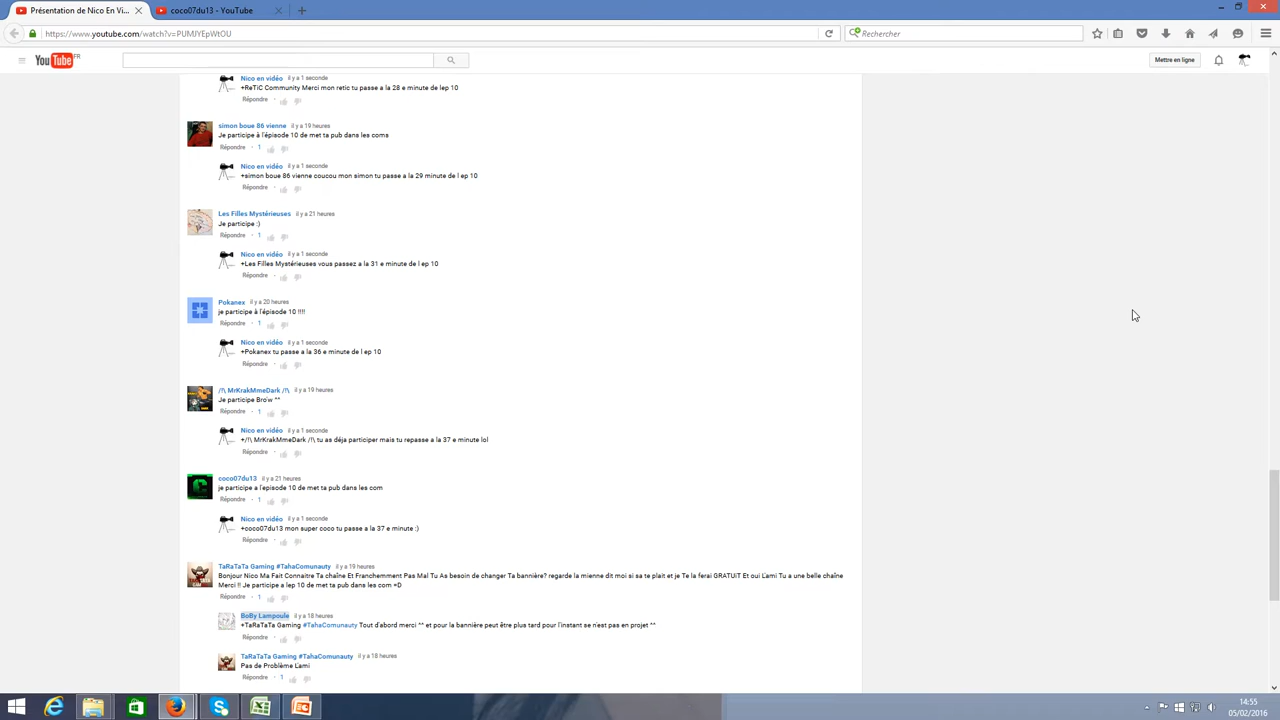 Présentation de Nico En Vi...
coco07du13 - YouTube
https://www.youtube.com/watch?v=PUMJYEpWtOU
Rechercher
YouTube FR
Mettre en ligne
Nico en vidéo il y a 1 seconde
+ReTiC Community Merci mon retic tu passe a la 28 e minute de lep 10
Répondre
simon boue 86 vienne il y a 19 heures
Je participe à l'épisode 10 de met ta pub dans les coms
Répondre · 1
Nico en vidéo il y a 1 seconde
+simon boue 86 vienne coucou mon simon tu passe a la 29 minute de l ep 10
Répondre
Les Filles Mystérieuses il y a 21 heures
Je participe :)
Répondre · 1
Nico en vidéo il y a 1 seconde
+Les Filles Mystérieuses vous passez a la 31 e minute de l ep 10
Répondre
Pokanex il y a 20 heures
je participe à l'épisode 10 !!!!
Répondre · 1
Nico en vidéo il y a 1 seconde
+Pokanex tu passe a la 36 e minute de l ep 10
Répondre
/!\ MrKrakMmeDark /!\ il y a 19 heures
Je participe Bro'w ^^
Répondre · 1
Nico en vidéo il y a 1 seconde
+/!\ MrKrakMmeDark /!\ tu as déja participer mais tu repasse a la 37 e minute lol
Répondre
coco07du13 il y a 21 heures
je participe a l'episode 10 de met ta pub dans les com
Répondre · 1
Nico en vidéo il y a 1 seconde
+coco07du13 mon super coco tu passe a la 37 e minute :)
Répondre
TaRaTaTa Gaming #TahaComunauty il y a 19 heures
Bonjour Nico Ma Fait Connaitre Ta chaîne Et Franchemment Pas Mal Tu As besoin de changer Ta bannière? regarde la mienne dit moi si sa te plait et je Te la ferai GRATUIT Et oui L'ami Tu a une belle chaîne
Merci !! Je participe a lep 10 de met ta pub dans les com =D
Répondre · 1
BoBy Lampoule il y a 18 heures
+TaRaTaTa Gaming #TahaComunauty Tout d'abord merci ^^ et pour la bannière peut être plus tard pour l'instant se n'est pas en projet ^^
Répondre
TaRaTaTa Gaming #TahaComunauty il y a 18 heures
Pas de Problème L'ami
Répondre · 1
14:55
05/02/2016